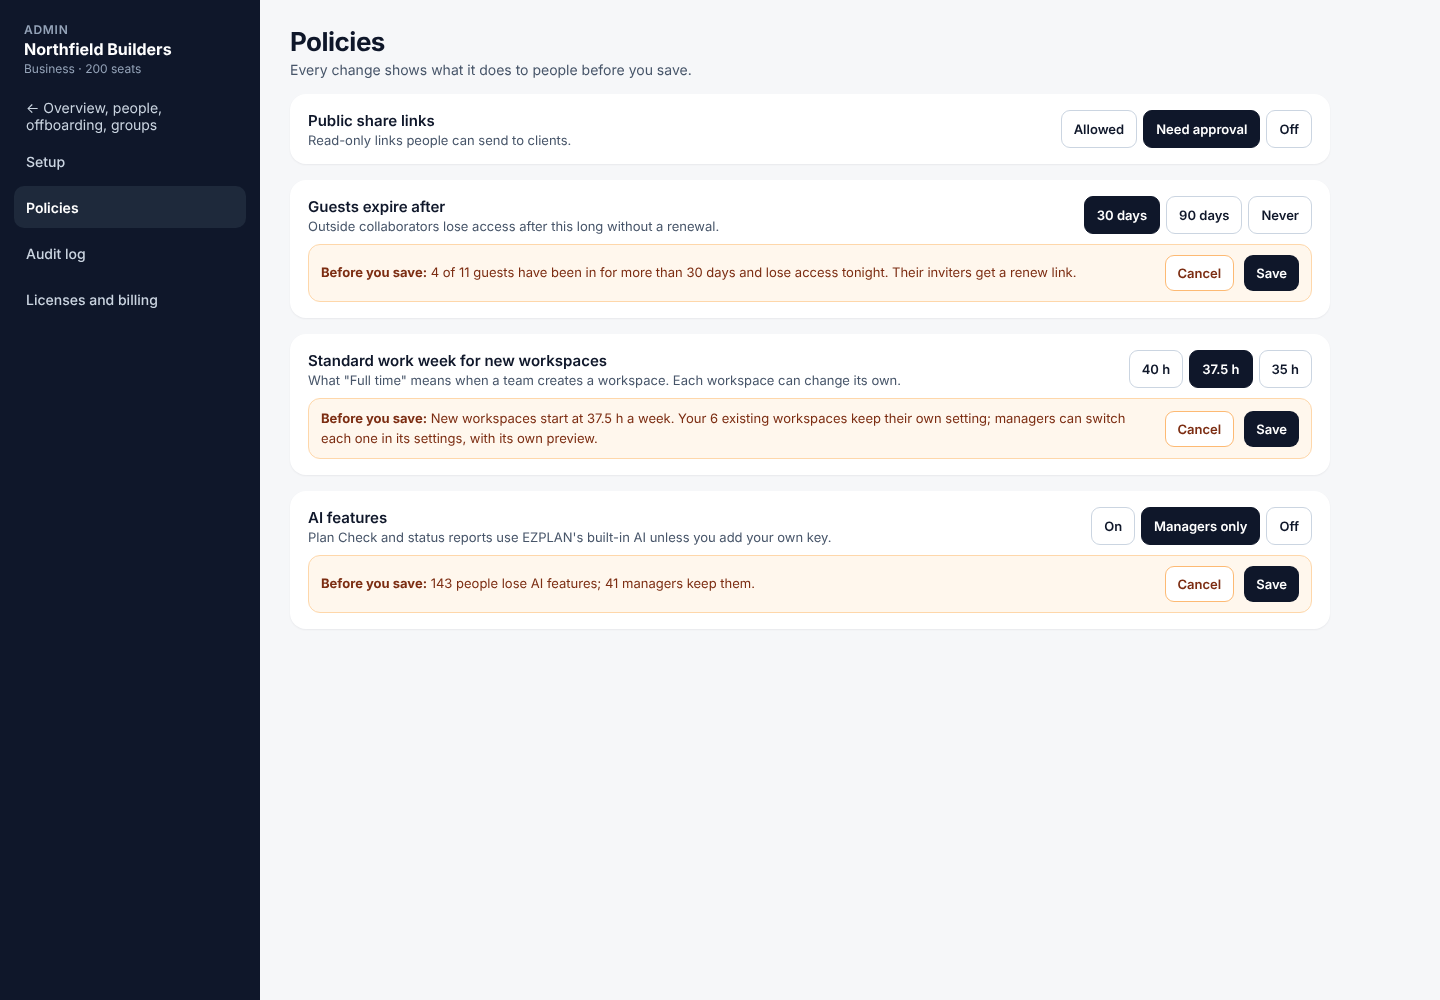 ADMIN
Northfield Builders
Business · 200 seats
← Overview, people,
offboarding, groups
Setup
Policies
Audit log
Licenses and billing
Policies
Every change shows what it does to people before you save.
Public share links
Read-only links people can send to clients.
Allowed
Need approval
Off
Guests expire after
Outside collaborators lose access after this long without a renewal.
30 days
90 days
Never
Before you save: 4 of 11 guests have been in for more than 30 days and lose access tonight. Their inviters get a renew link.
Cancel
Save
Standard work week for new workspaces
What "Full time" means when a team creates a workspace. Each workspace can change its own.
40 h
37.5 h
35 h
Before you save: New workspaces start at 37.5 h a week. Your 6 existing workspaces keep their own setting; managers can switch
each one in its settings, with its own preview.
Cancel
Save
AI features
Plan Check and status reports use EZPLAN's built-in AI unless you add your own key.
On
Managers only
Off
Before you save: 143 people lose AI features; 41 managers keep them.
Cancel
Save